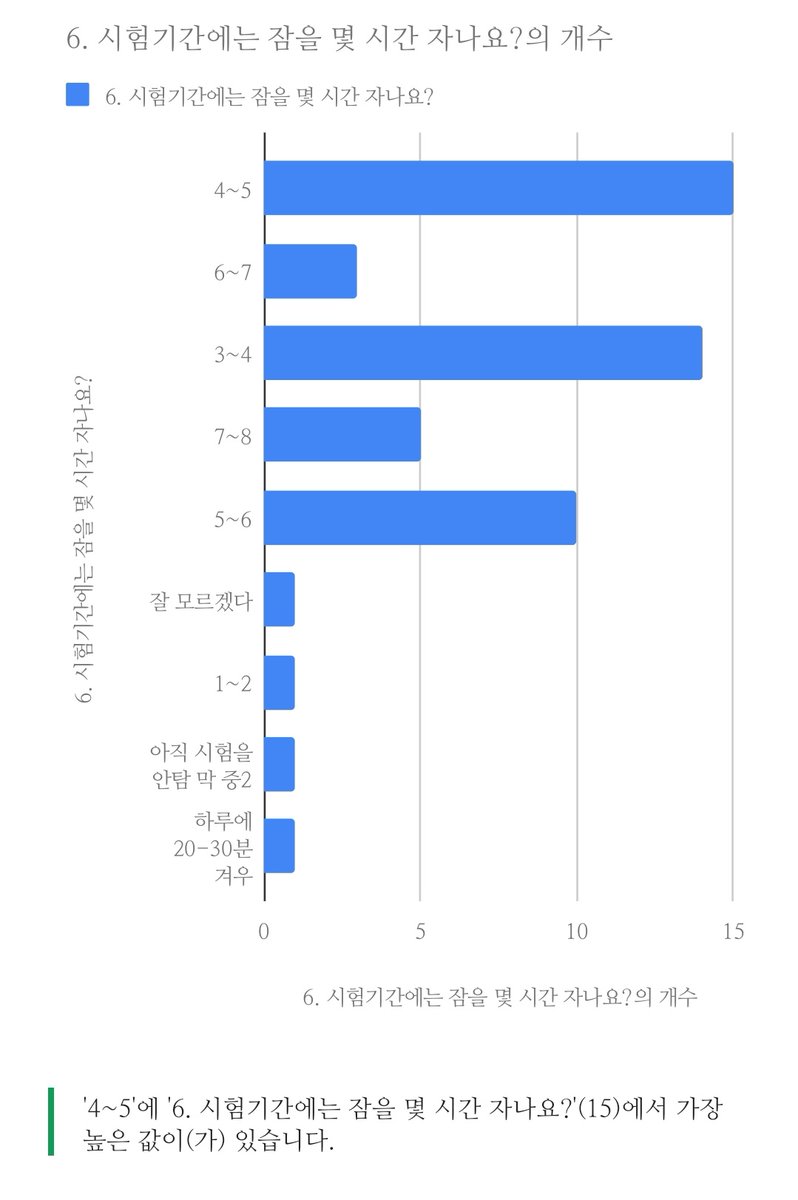 6. 시험기간에는 잠을 몇 시간 자나요?의 개수
6. 시험기간에는 잠을 몇 시간 자나요?
6. 시험기간에는 잠을 몇 시간 자나요?
4~5
6~7
3~4
7~8
5~6
잘 모르겠다
1~2
아직 시험을
안탐 막 중2
하루에
20-30분
겨우
0 5 10 15
6. 시험기간에는 잠을 몇 시간 자나요?의 개수
'4~5'에 '6. 시험기간에는 잠을 몇 시간 자나요?'(15)에서 가장
높은 값이(가) 있습니다.